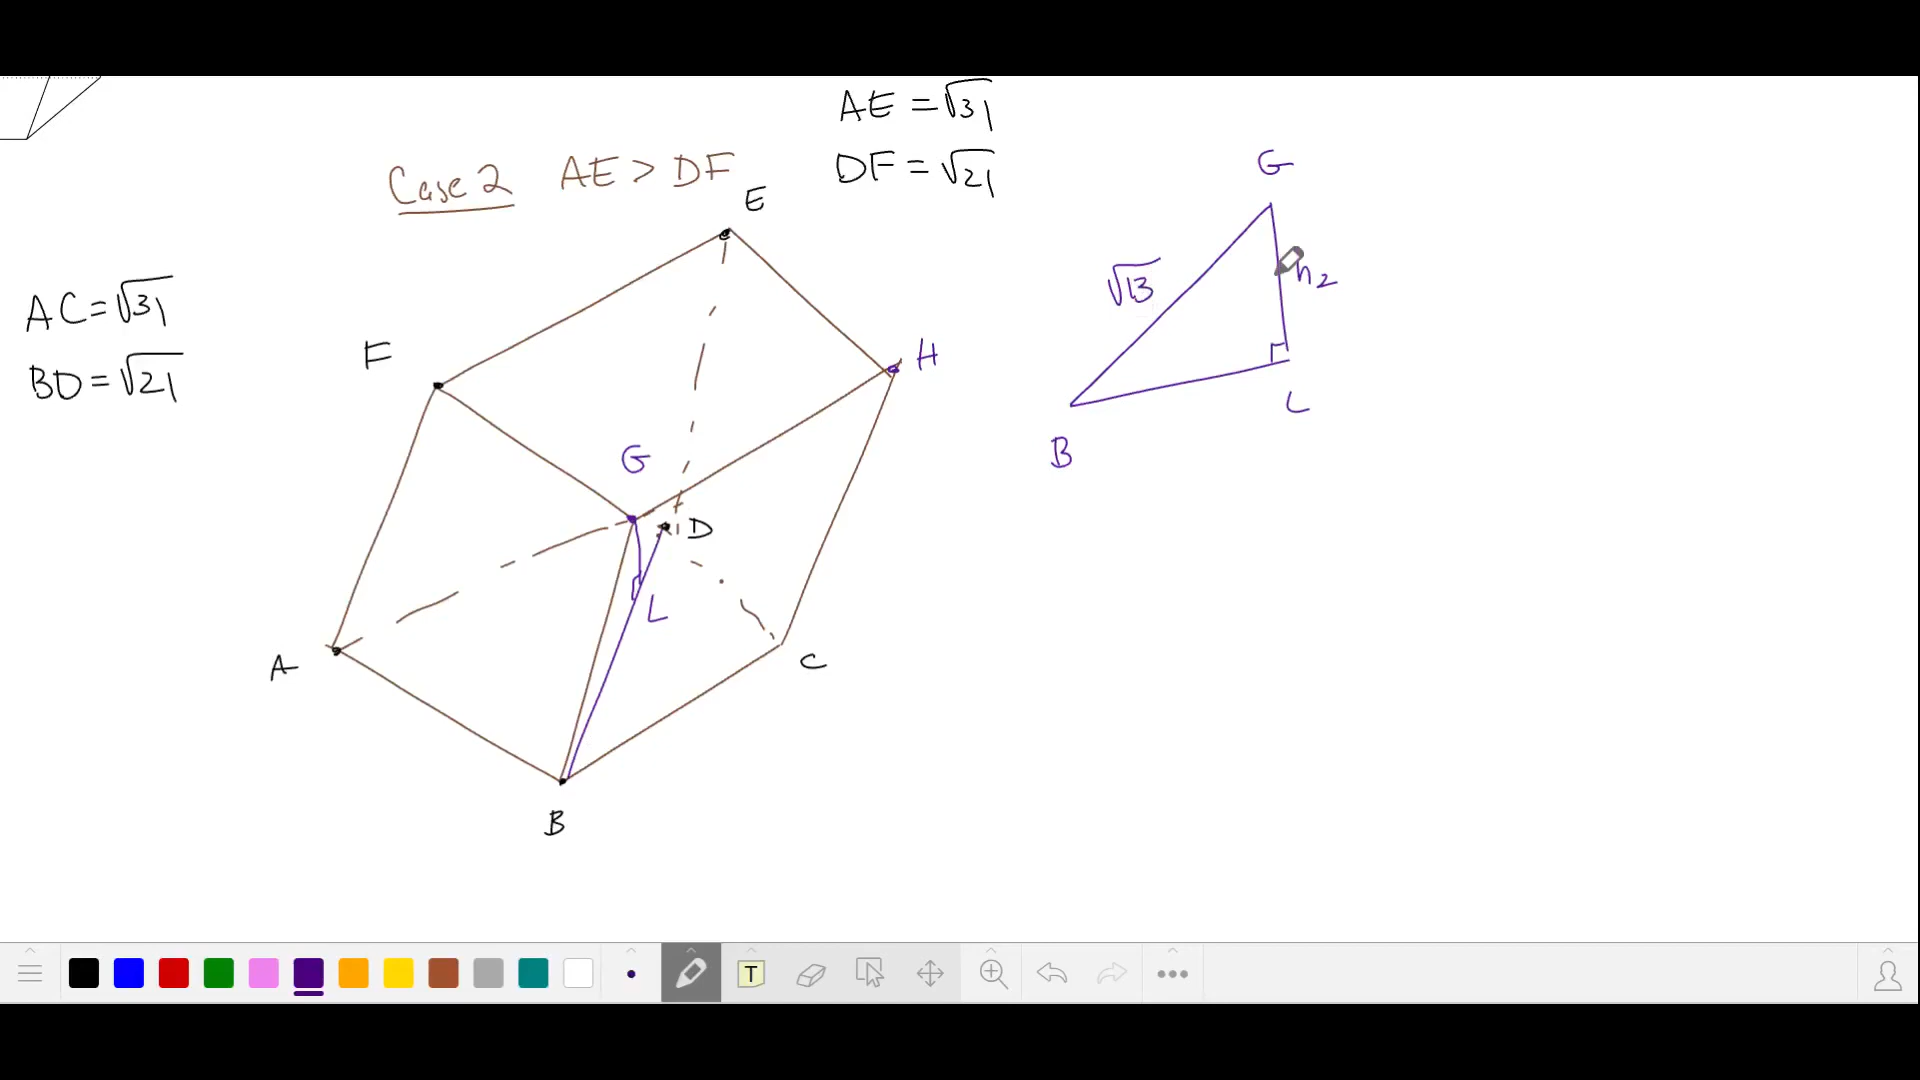 AE = √31
Case 2 AE > DF
DF = √21
E
G
AC = √31
BD = √21
F
H
√13
h₂
L
G
B
D
L
A
C
B
T